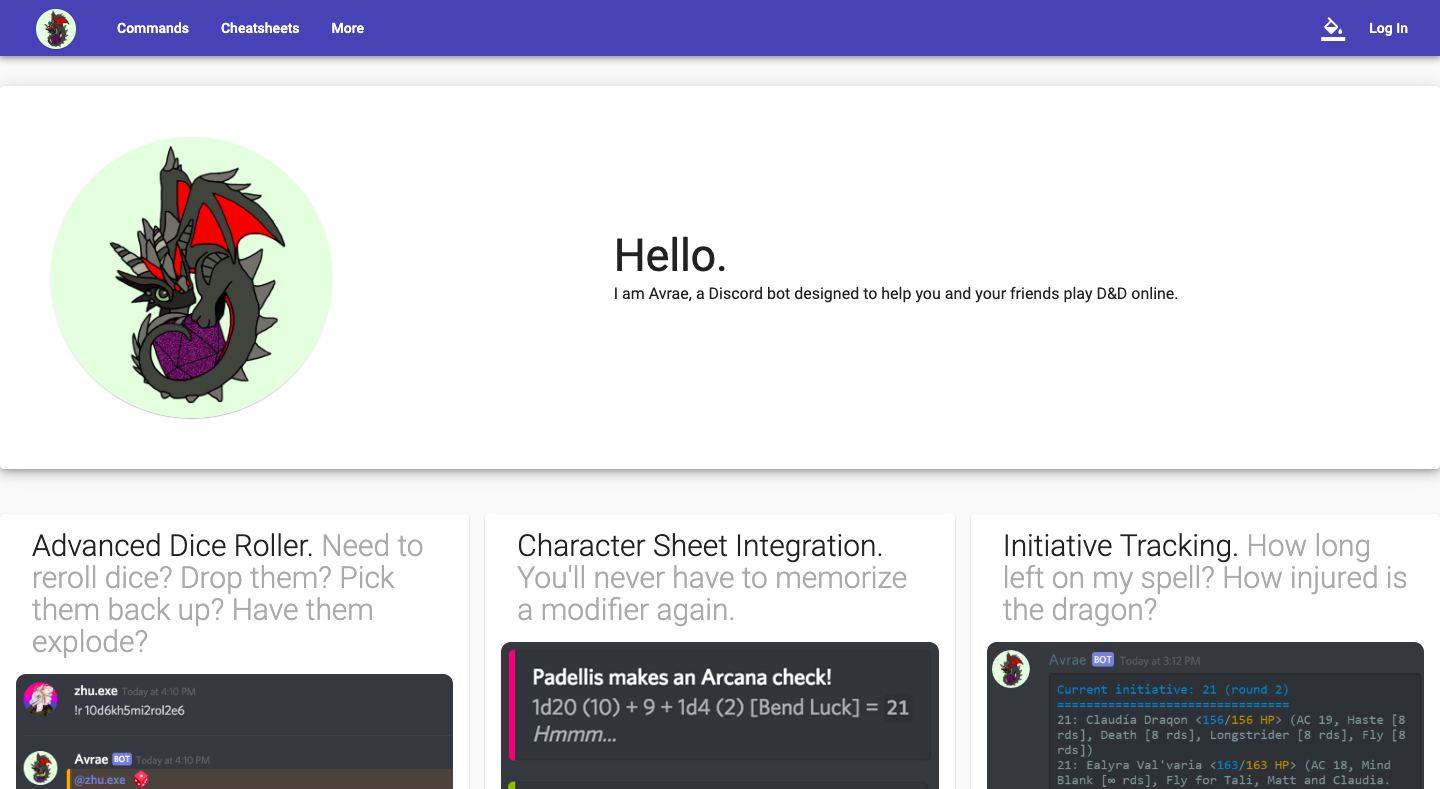 Commands Cheatsheets More Log In
Hello.
I am Avrae, a Discord bot designed to help you and your friends play D&D online.
Advanced Dice Roller. Need to
reroll dice? Drop them? Pick
them back up? Have them
explode?
zhu.exe Today at 4:10 PM
!r 10d6kh5mi2rol2e6
Avrae BOT Today at 4:10 PM
@zhu.exe
Character Sheet Integration.
You'll never have to memorize
a modifier again.
Padellis makes an Arcana check!
1d20 (10) + 9 + 1d4 (2) [Bend Luck] = 21
Hmmm...
Initiative Tracking. How long
left on my spell? How injured is
the dragon?
Avrae BOT Today at 3:12 PM
Current initiative: 21 (round 2)
===============================
21: Claudía Draqon <156/156 HP> (AC 19, Haste [8
rds], Death [8 rds], Longstrider [8 rds], Fly [8
rds])
21: Ealyra Val'varia <163/163 HP> (AC 18, Mind
Blank [∞ rds], Fly for Tali, Matt and Claudia.